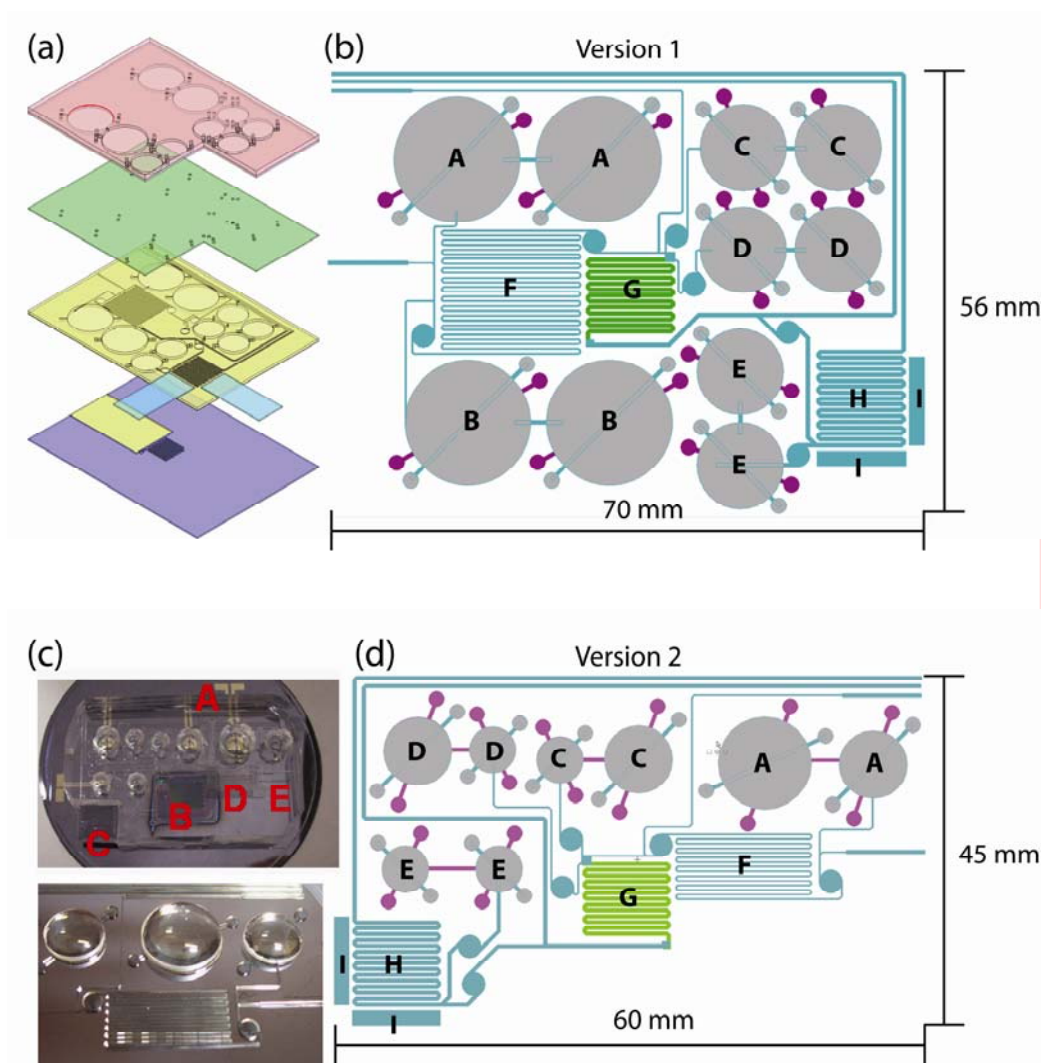 (a)
(b)
Version 1
A A
C C
D D
F G
E
H I
B B
E
I
56 mm
70 mm
(c)
(d)
Version 2
A
B
D E
C
D D C C
A A
E E
F
G
I H
I
45 mm
60 mm